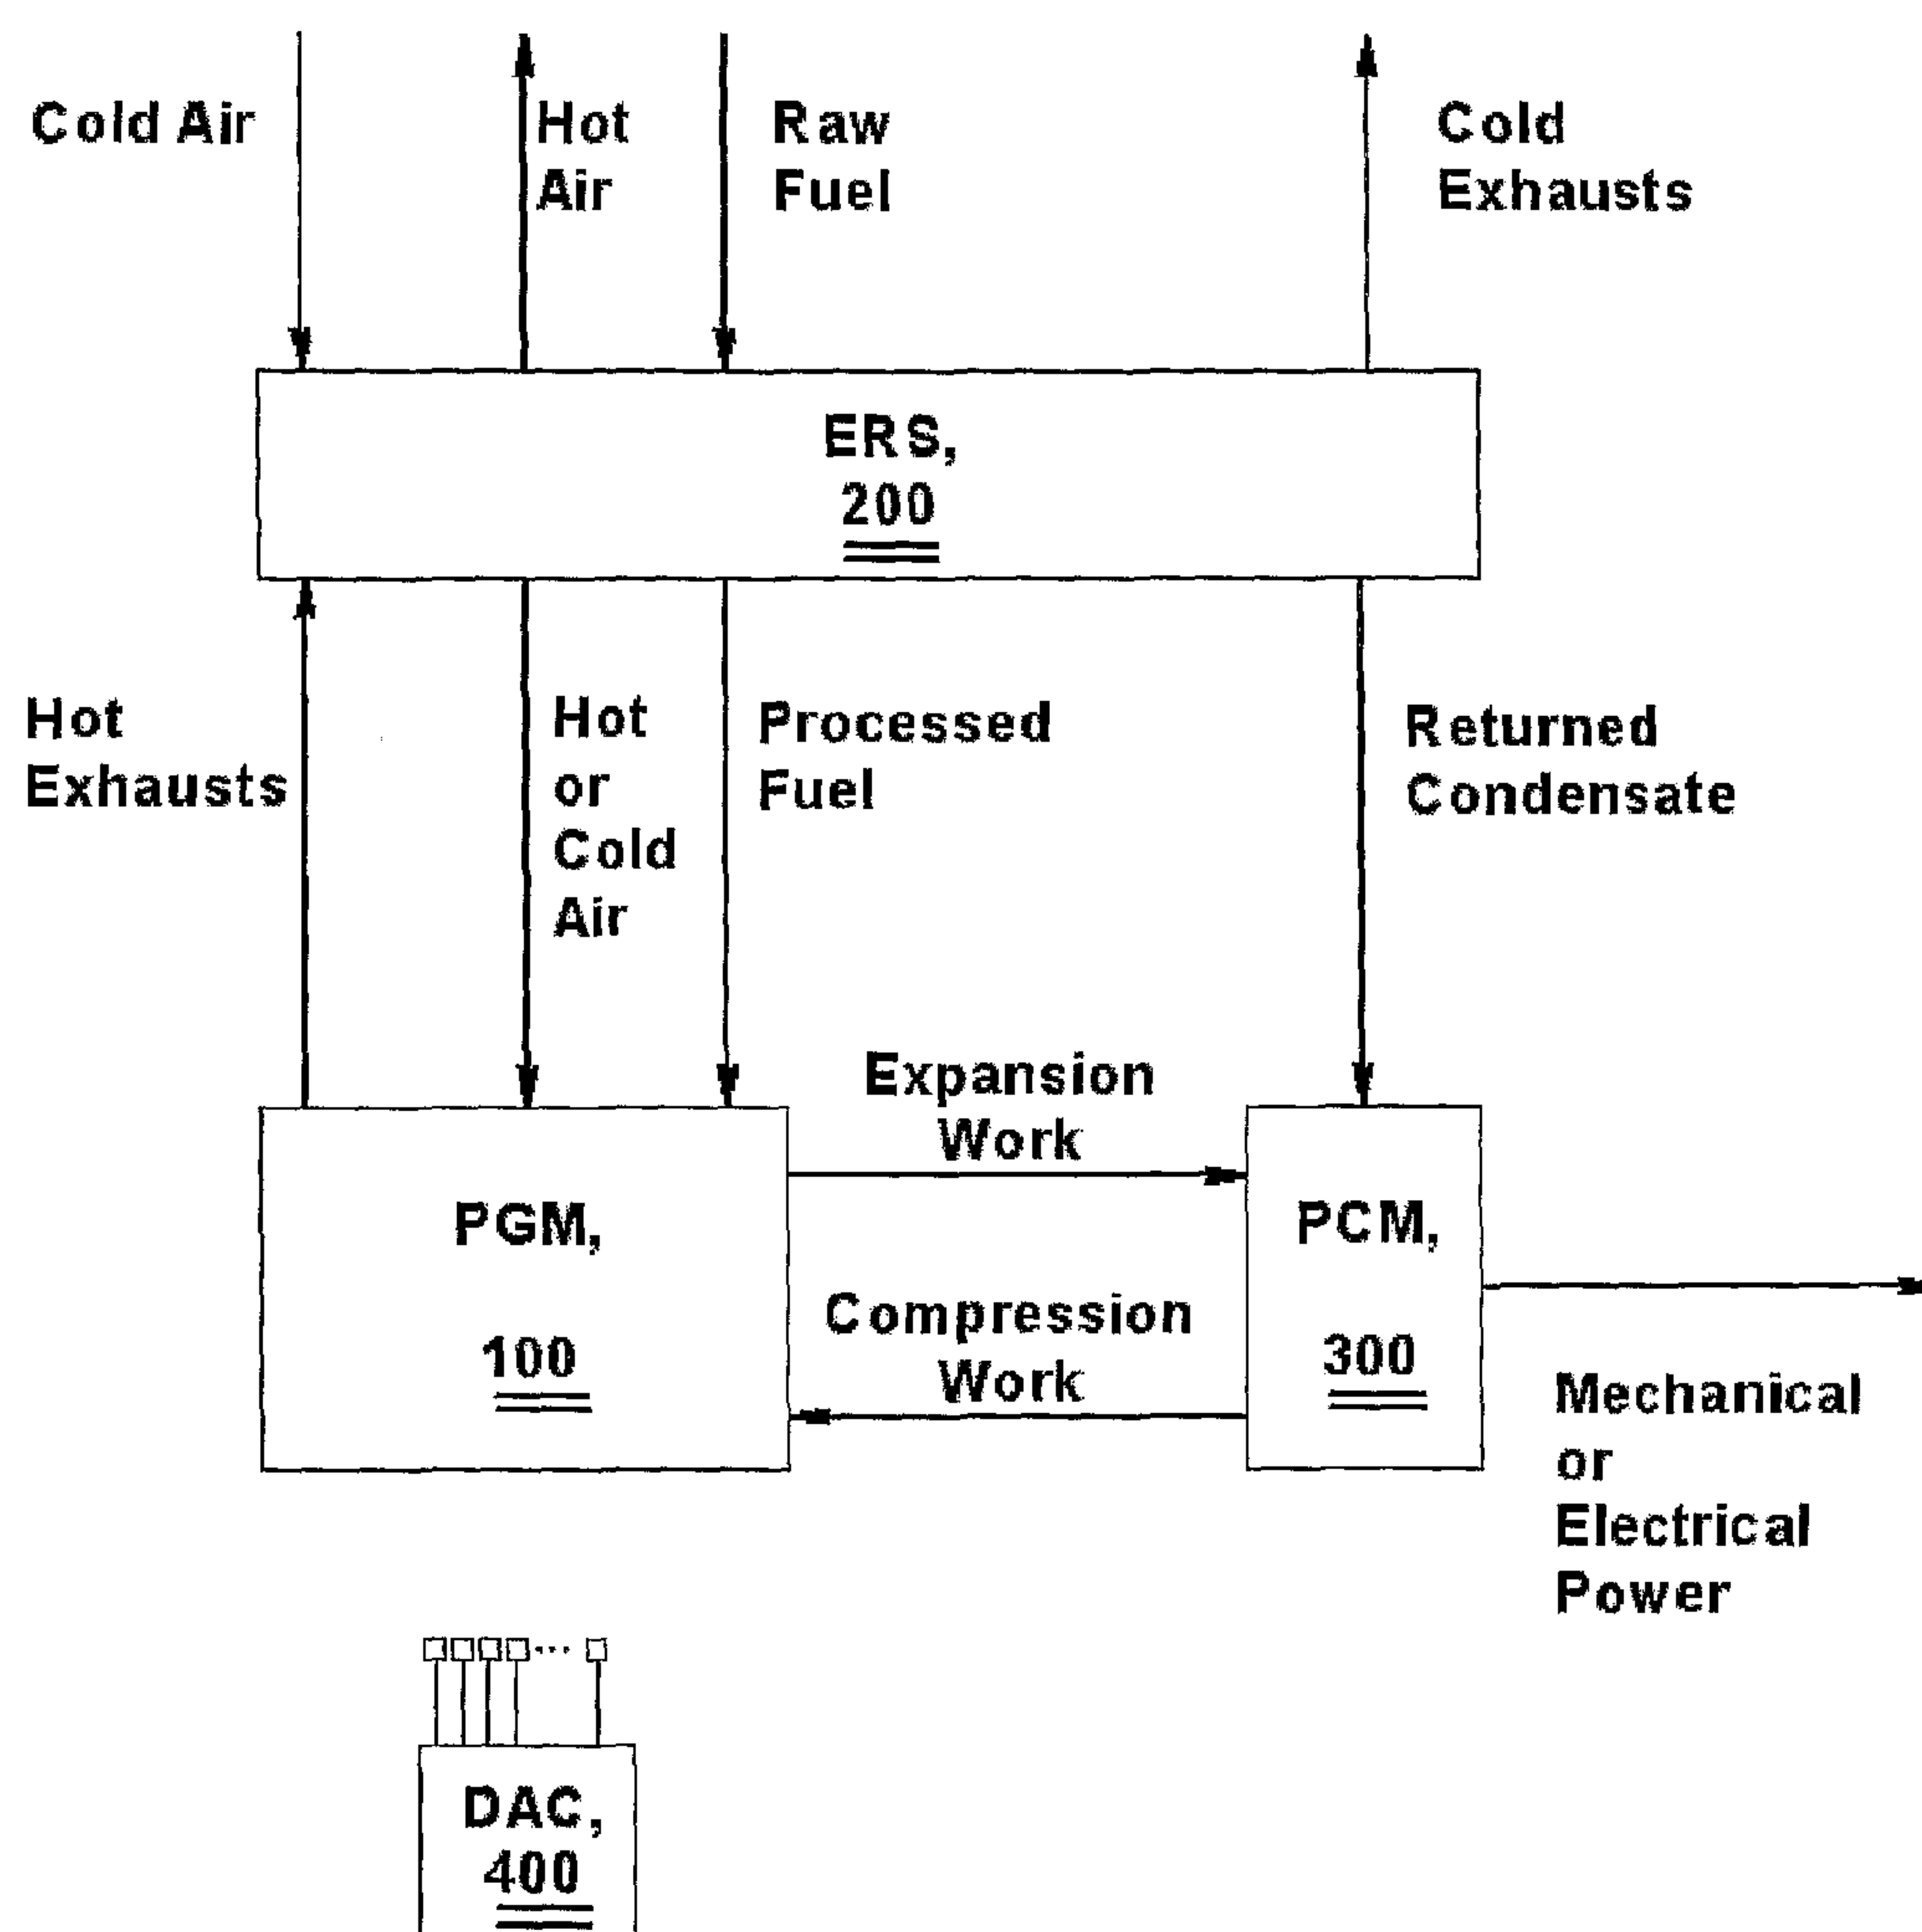 Cold Air
Hot
Air
Raw
Fuel
Cold
Exhausts
ERS,
200
Hot
Exhausts
Hot
or
Cold
Air
Processed
Fuel
Returned
Condensate
Expansion
Work
PGM,
100
Compression
Work
PCM,
300
Mechanical
or
Electrical
Power
...
DAC,
400